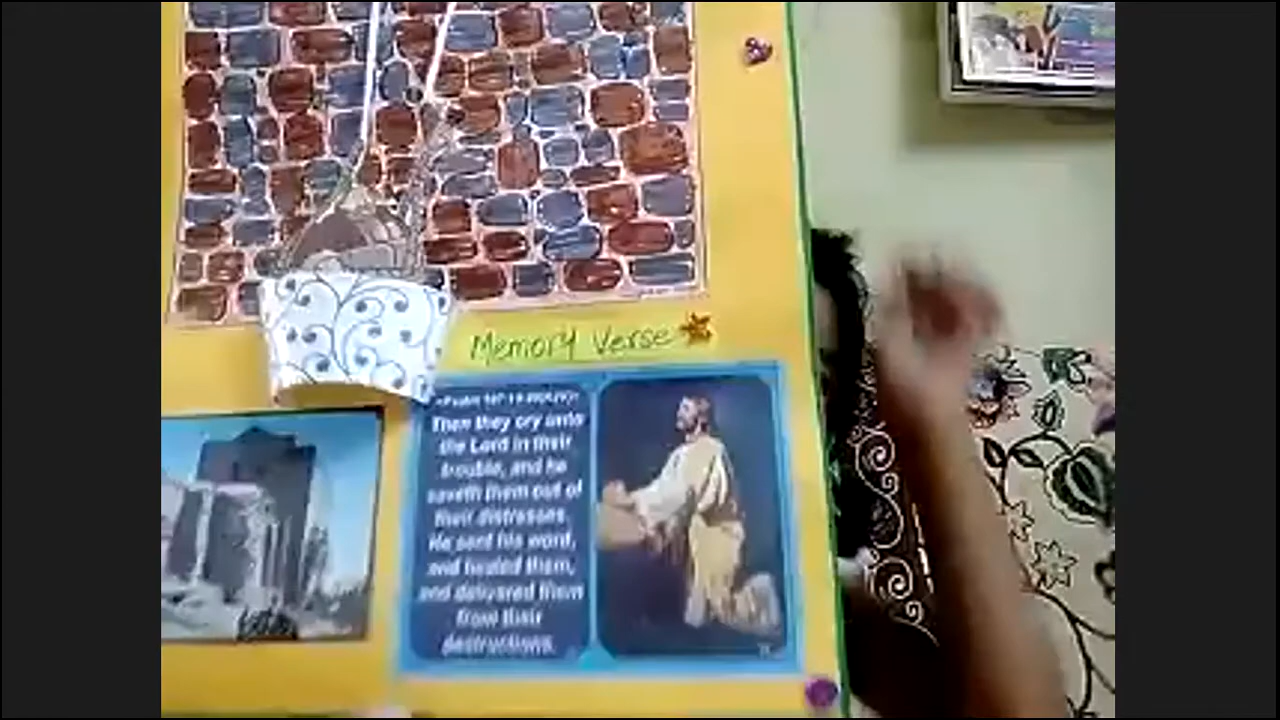 Memory Verse
Then they cry unto
the Lord in their
trouble, and he
saveth them out of
their distresses.
He sent his word,
and healed them,
and delivered them
from their
destructions.